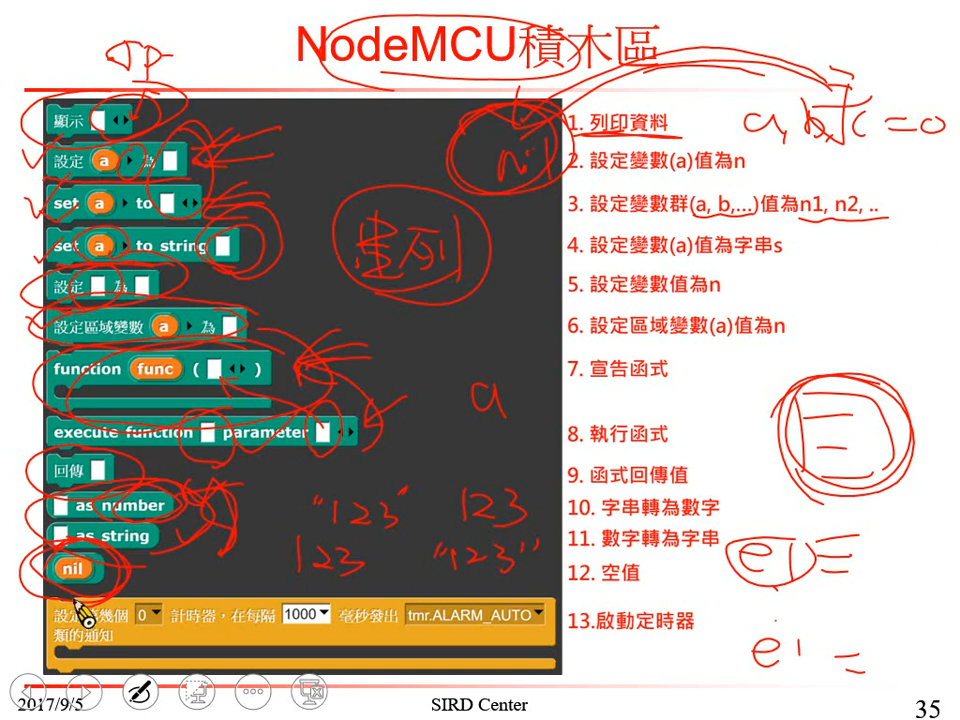 NodeMCU積木區
顯示
設定 a 為
set a to
set a to string
設定 為
設定區域變數 a 為
function func ( )
execute function parameter
回傳
as number
as string
nil
0 計時器，在每隔 1000 毫秒發出 tmr.ALARM_AUTO
類的通知
1. 列印資料
2. 設定變數(a)值為n
3. 設定變數群(a, b,...)值為n1, n2, ..
4. 設定變數(a)值為字串s
5. 設定變數值為n
6. 設定區域變數(a)值為n
7. 宣告函式
8. 執行函式
9. 函式回傳值
10. 字串轉為數字
11. 數字轉為字串
12. 空值
13.啟動定時器
a
"123" 123
123 "123"
2017/9/5
SIRD Center
35